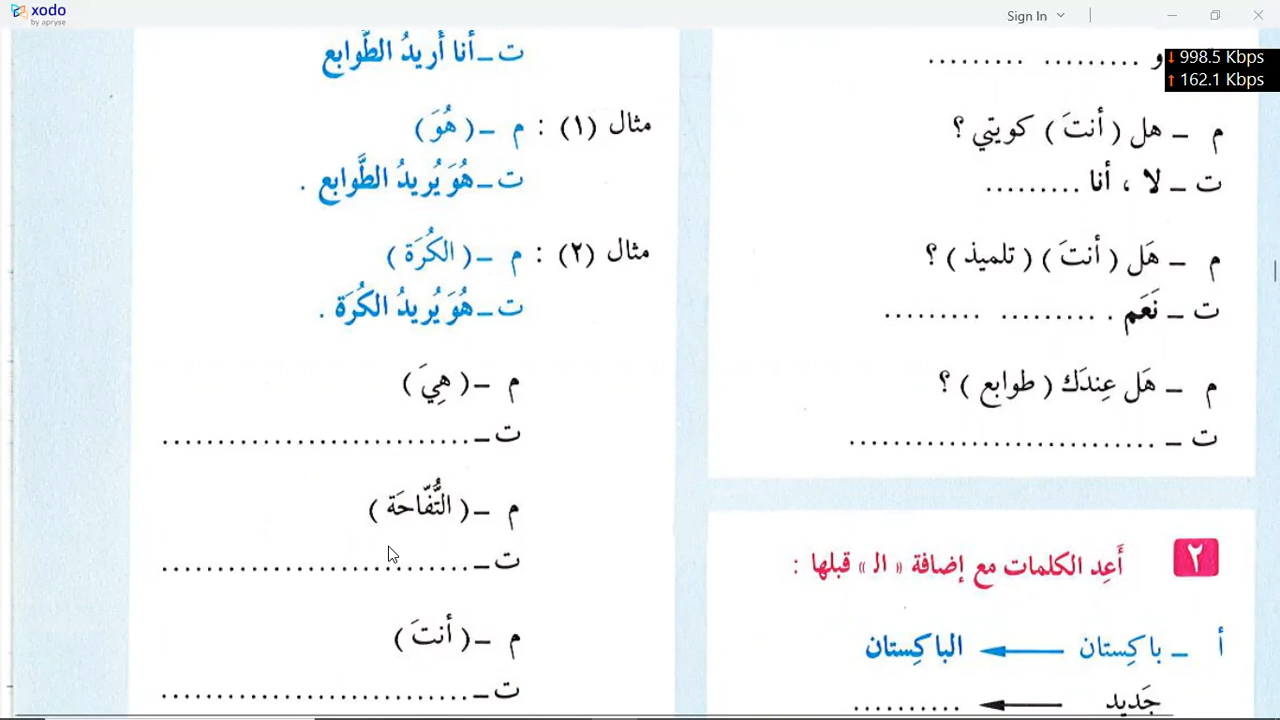 xodo
by apryse
Sign In
998.5 Kbps
162.1 Kbps
و ......... .........
م ـ هل ( أنتَ ) كويتي ؟
ت ـ لا ، أنا .........
م ـ هَل ( أنتَ ) ( تلميذ ) ؟
ت ـ نَعَم . ......... .........
م ـ هَل عِندَك ( طوابع ) ؟
ت ـ ............................
٢ أَعِد الكلمات مع إضافة « الـ » قبلها :
أ ـ باكِستان ← الباكِستان
جَديد ← ..........
ت ـ أنا أُريدُ الطّوابع
مثال (١) : م ـ ( هُوَ )
ت ـ هُوَ يُريدُ الطَّوابع .
مثال (٢) : م ـ ( الكُرَة )
ت ـ هُوَ يُريدُ الكُرَة .
م ـ ( هِيَ )
ت ـ ............................
م ـ ( التُّفّاحَة )
ت ـ ............................
م ـ ( أنتَ )
ت ـ ............................